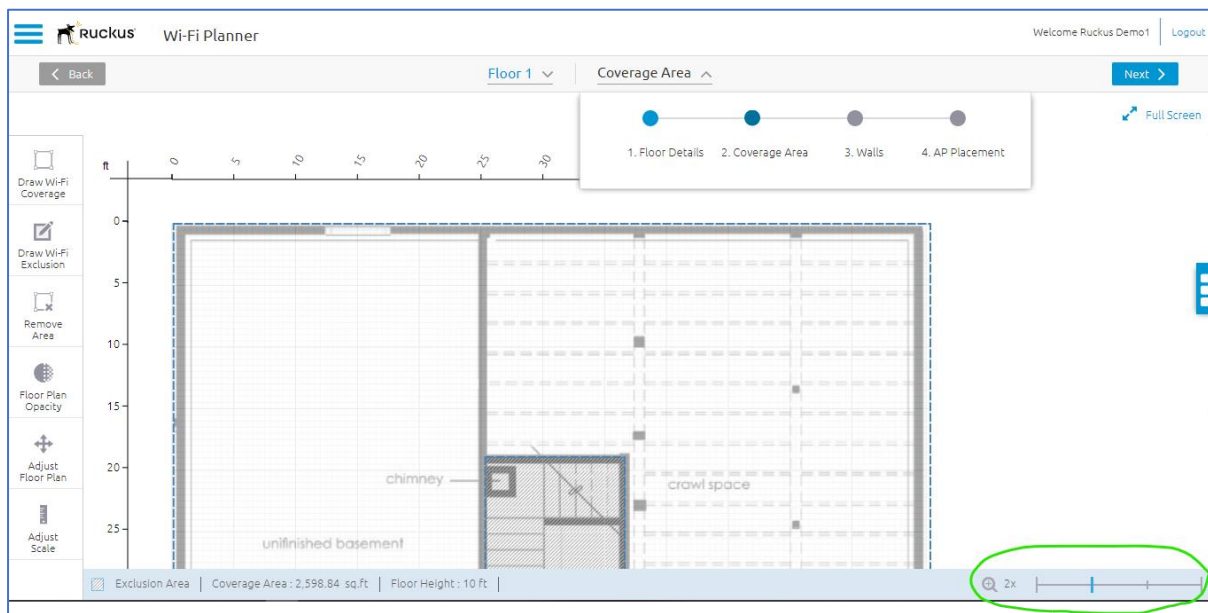 Ruckus Wi-Fi Planner Welcome Ruckus Demo1 Logout
Back Floor 1 Coverage Area Next
Full Screen
1. Floor Details 2. Coverage Area 3. Walls 4. AP Placement
Draw Wi-Fi
Coverage
Draw Wi-Fi
Exclusion
Remove
Area
Floor Plan
Opacity
Adjust
Floor Plan
Adjust
Scale
ft 0 5 10 15 20 25 30
0
5
10
15
20
25
chimney
crawl space
unifinished basement
Exclusion Area | Coverage Area : 2,598.84 sq.ft | Floor Height : 10 ft | 2x